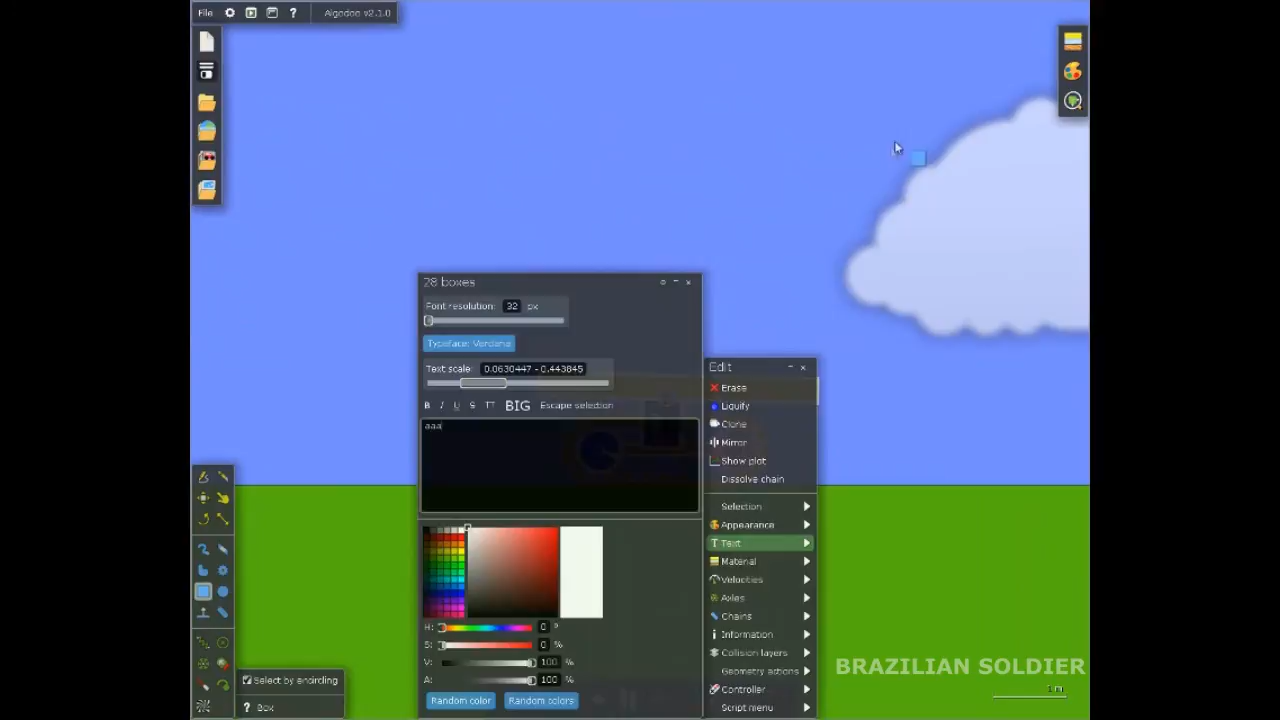 File ? Algodoo v2.1.0
28 boxes
Font resolution: 32 px
Typeface: Verdana
Text scale: 0.0630447 - 0.443845
B I U S TT BIG Escape selection
aaa
H: 0 °
S: 0 %
V: 100 %
A: 100 %
Random color Random colors
Edit
Erase
Liquify
Clone
Mirror
Show plot
Dissolve chain
Selection
Appearance
T Text
Material
Velocities
Axles
Chains
Information
Collision layers
Geometry actions
Controller
Script menu
Select by encircling
? Box
BRAZILIAN SOLDIER
1 m